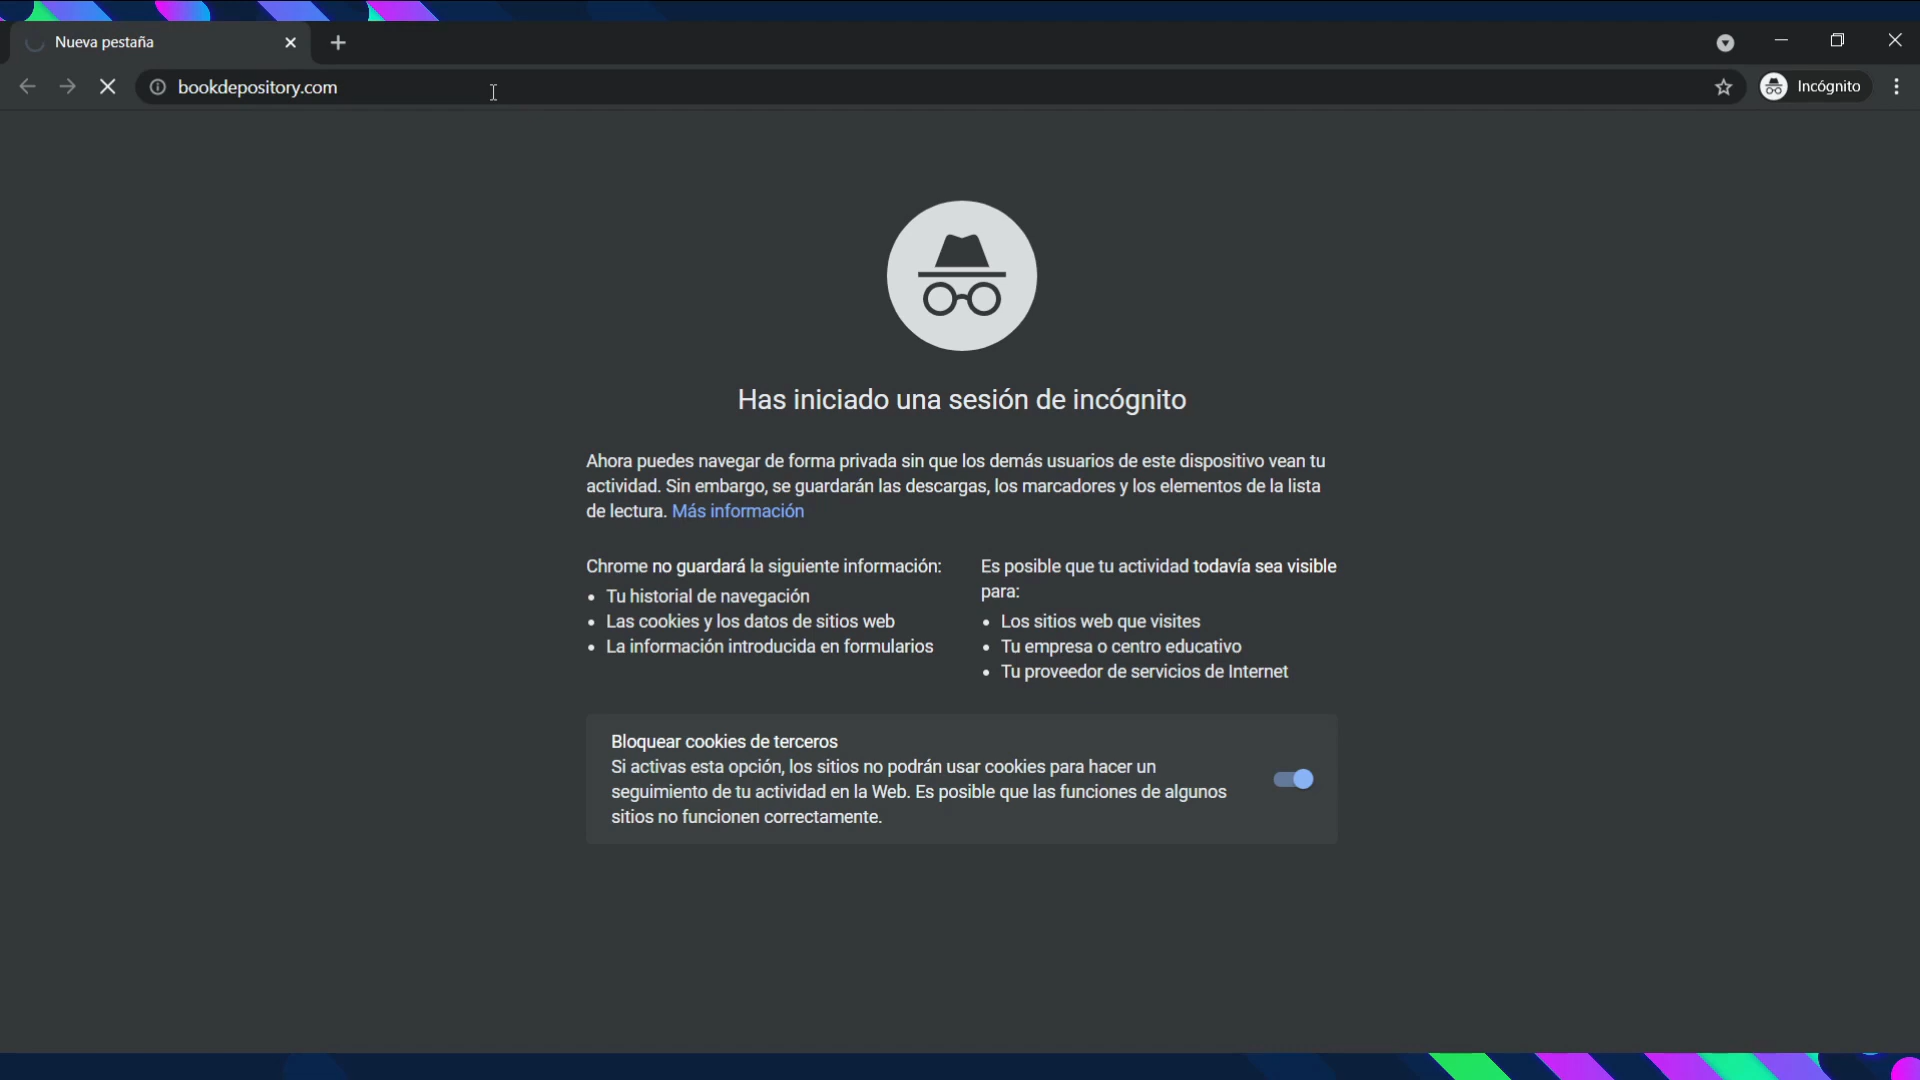 Nueva pestaña
bookdepository.com
Incógnito
Has iniciado una sesión de incógnito
Ahora puedes navegar de forma privada sin que los demás usuarios de este dispositivo vean tu
actividad. Sin embargo, se guardarán las descargas, los marcadores y los elementos de la lista
de lectura. Más información
Chrome no guardará la siguiente información:
Tu historial de navegación
Las cookies y los datos de sitios web
La información introducida en formularios
Es posible que tu actividad todavía sea visible
para:
Los sitios web que visites
Tu empresa o centro educativo
Tu proveedor de servicios de Internet
Bloquear cookies de terceros
Si activas esta opción, los sitios no podrán usar cookies para hacer un
seguimiento de tu actividad en la Web. Es posible que las funciones de algunos
sitios no funcionen correctamente.